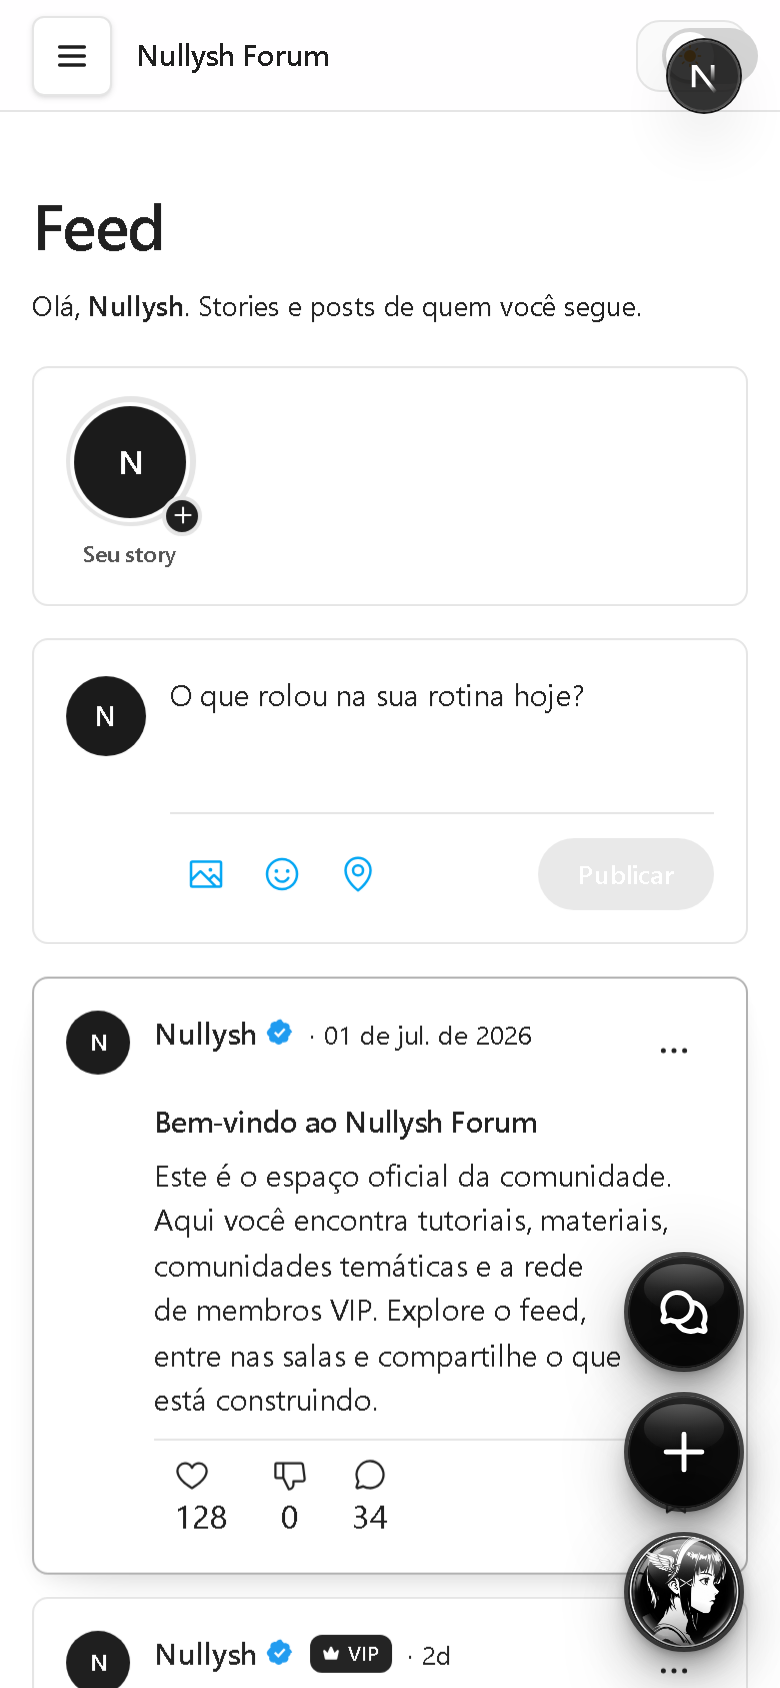 Nullysh Forum
N
Feed
Olá, Nullysh. Stories e posts de quem você segue.
N
Seu story
N
O que rolou na sua rotina hoje?
Publicar
N
Nullysh · 01 de jul. de 2026
Bem-vindo ao Nullysh Forum
Este é o espaço oficial da comunidade.
Aqui você encontra tutoriais, materiais,
comunidades temáticas e a rede
de membros VIP. Explore o feed,
entre nas salas e compartilhe o que
está construindo.
128 0 34
N
Nullysh VIP · 2d